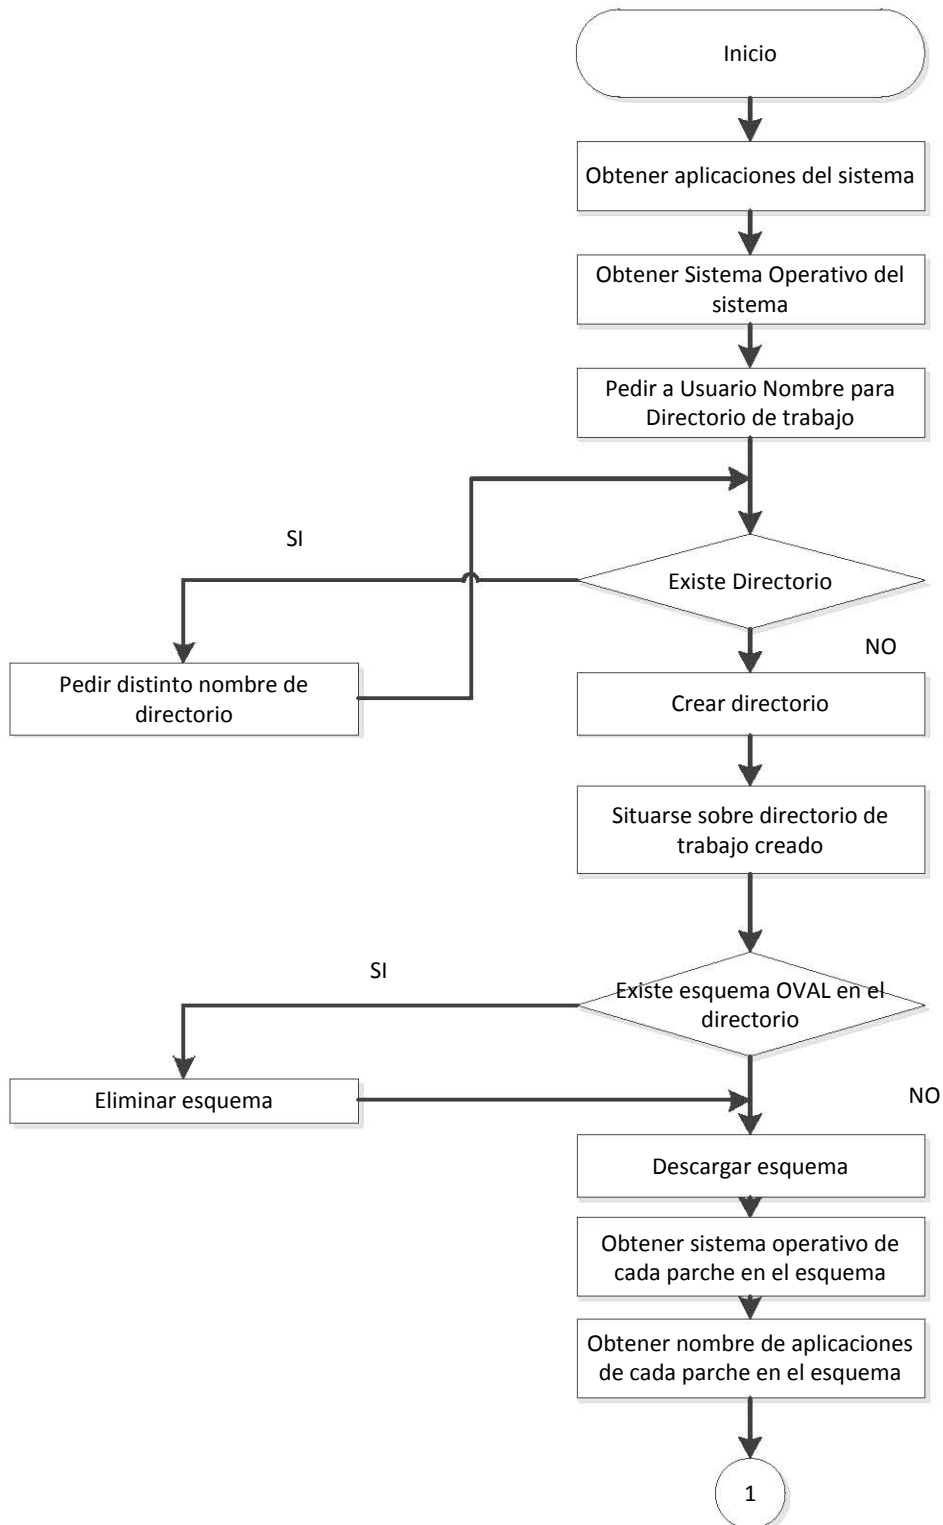 Inicio
Obtener aplicaciones del sistema
Obtener Sistema Operativo del
sistema
Pedir a Usuario Nombre para
Directorio de trabajo
SI
Existe Directorio
NO
Pedir distinto nombre de
directorio
Crear directorio
Situarse sobre directorio de
trabajo creado
SI
Existe esquema OVAL en el
directorio
Eliminar esquema
NO
Descargar esquema
Obtener sistema operativo de
cada parche en el esquema
Obtener nombre de aplicaciones
de cada parche en el esquema
1